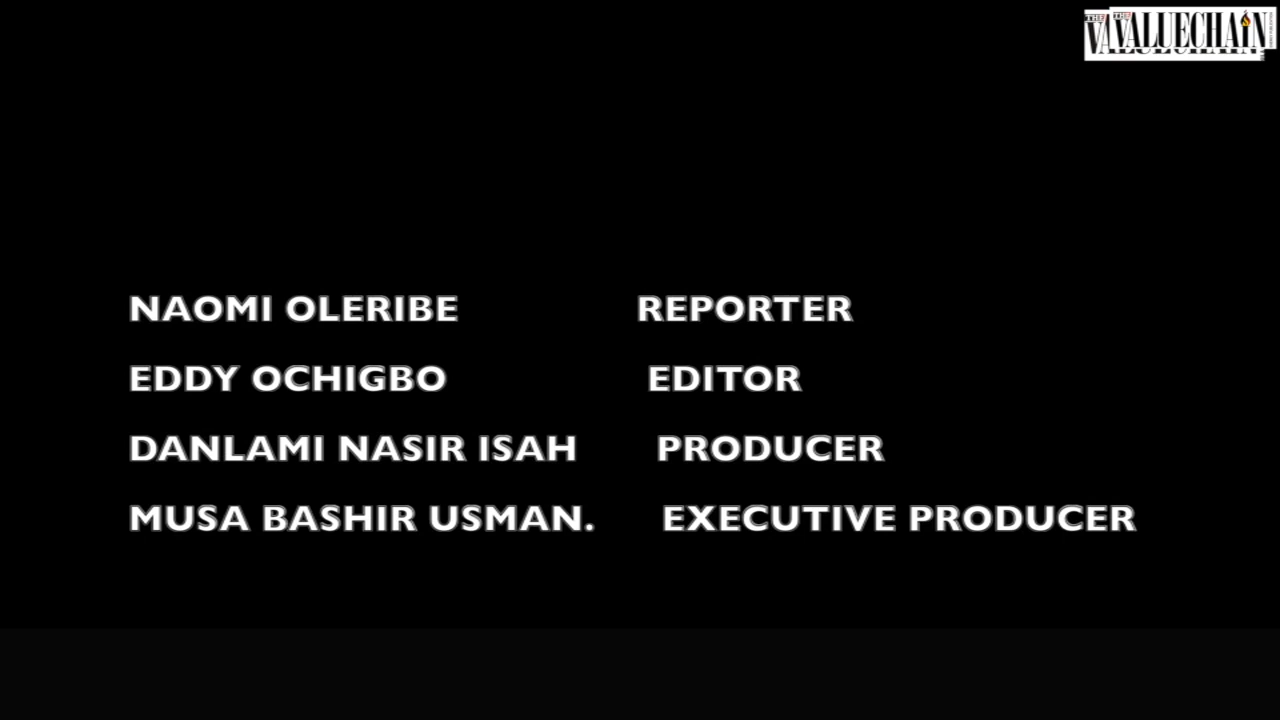 THE VALUECHAIN
NAOMI OLERIBE REPORTER
EDDY OCHIGBO EDITOR
DANLAMI NASIR ISAH PRODUCER
MUSA BASHIR USMAN. EXECUTIVE PRODUCER